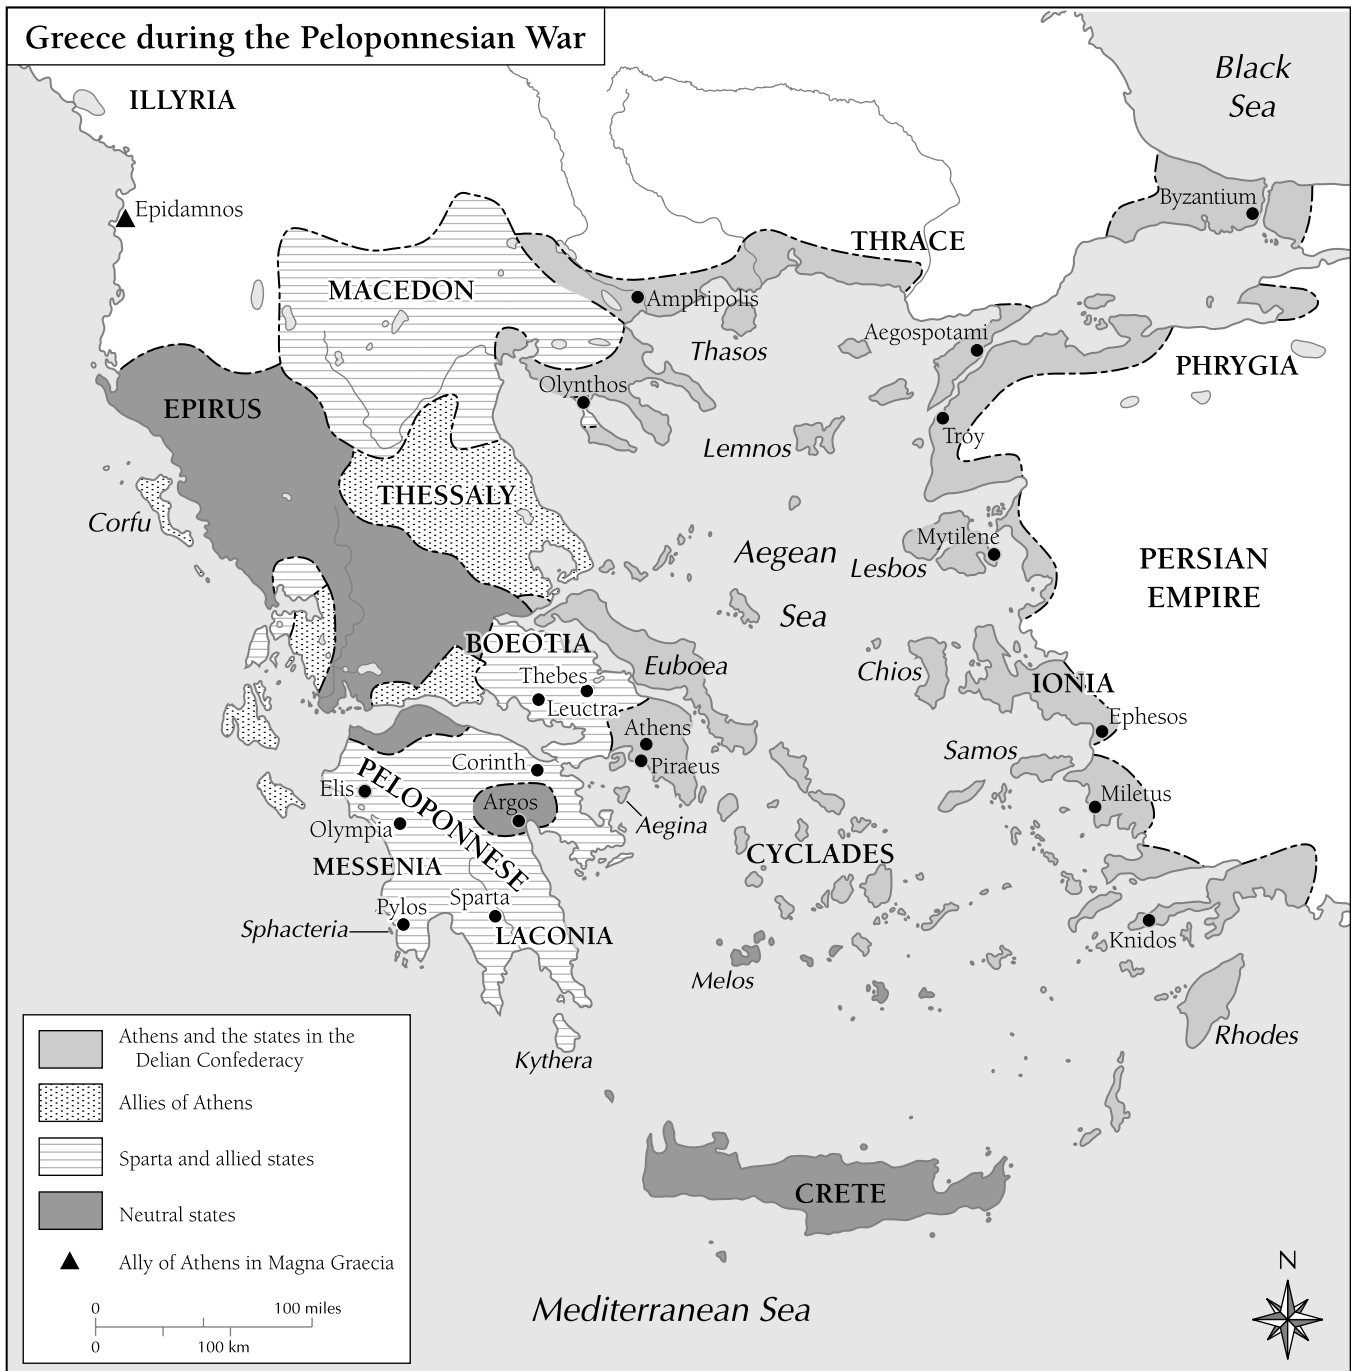 Greece during the Peloponnesian War
Black
Sea
ILLYRIA
Byzantium
Epidamnos
THRACE
MACEDON
Amphipolis
Aegospotami
Thasos
PHRYGIA
Olynthos
EPIRUS
Troy
Lemnos
THESSALY
Corfu
Mytilene
Aegean
Sea
Lesbos
PERSIAN
EMPIRE
BOEOTIA
Euboea
Chios
Thebes
IONIA
Leuctra
Ephesos
Athens
Samos
Corinth
Piraeus
PELOPONNESE
Elis
Miletus
Argos
Aegina
Olympia
CYCLADES
MESSENIA
Sparta
Pylos
Sphacteria
LACONIA
Knidos
Melos
Rhodes
Kythera
Athens and the states in the
Delian Confederacy
Allies of Athens
Sparta and allied states
Neutral states
Ally of Athens in Magna Graecia
0 100 miles
0 100 km
CRETE
N
Mediterranean Sea